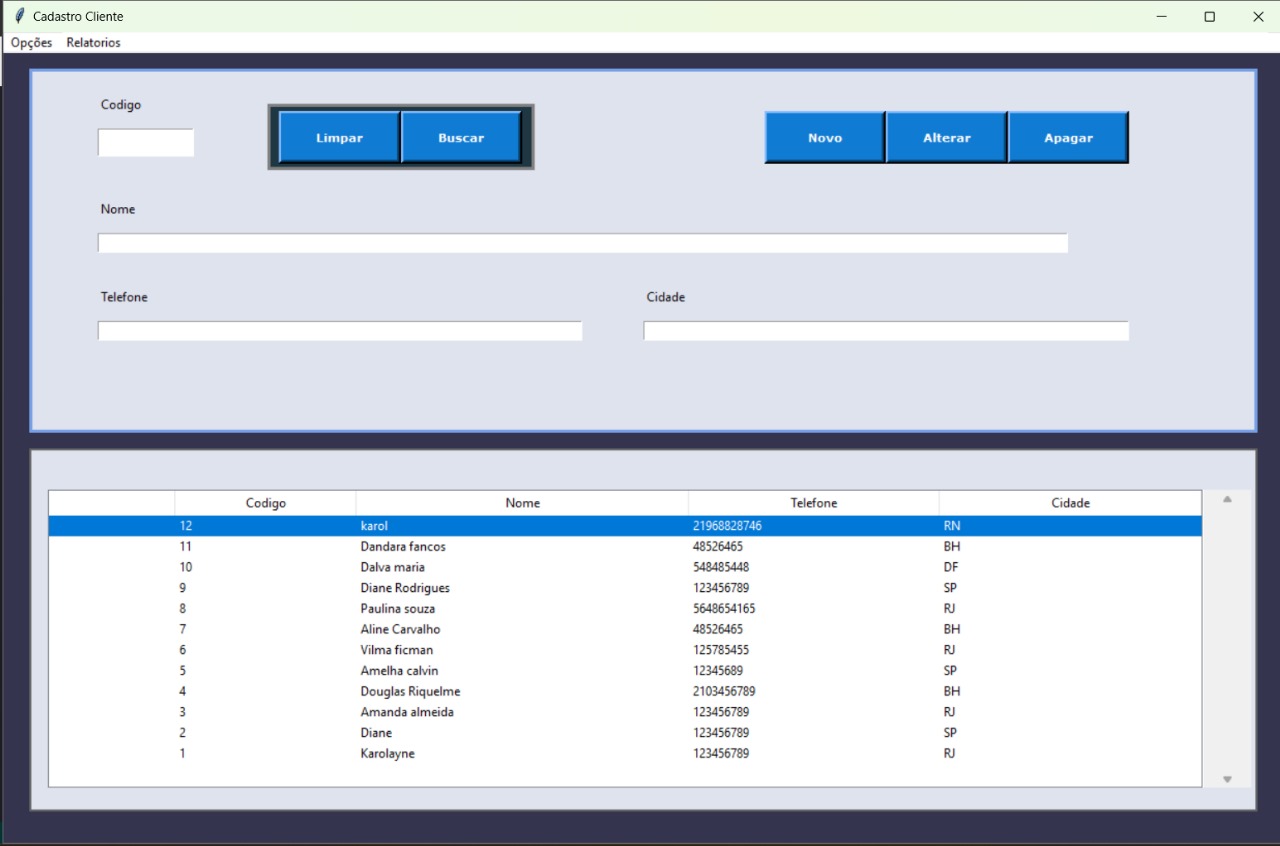 Cadastro Cliente
Opções Relatorios
Codigo
Limpar Buscar Novo Alterar Apagar
Nome
Telefone Cidade
Codigo Nome Telefone Cidade
12 karol 21968828746 RN
11 Dandara fancos 48526465 BH
10 Dalva maria 548485448 DF
9 Diane Rodrigues 123456789 SP
8 Paulina souza 5648654165 RJ
7 Aline Carvalho 48526465 BH
6 Vilma ficman 125785455 RJ
5 Amelha calvin 12345689 SP
4 Douglas Riquelme 2103456789 BH
3 Amanda almeida 123456789 RJ
2 Diane 123456789 SP
1 Karolayne 123456789 RJ